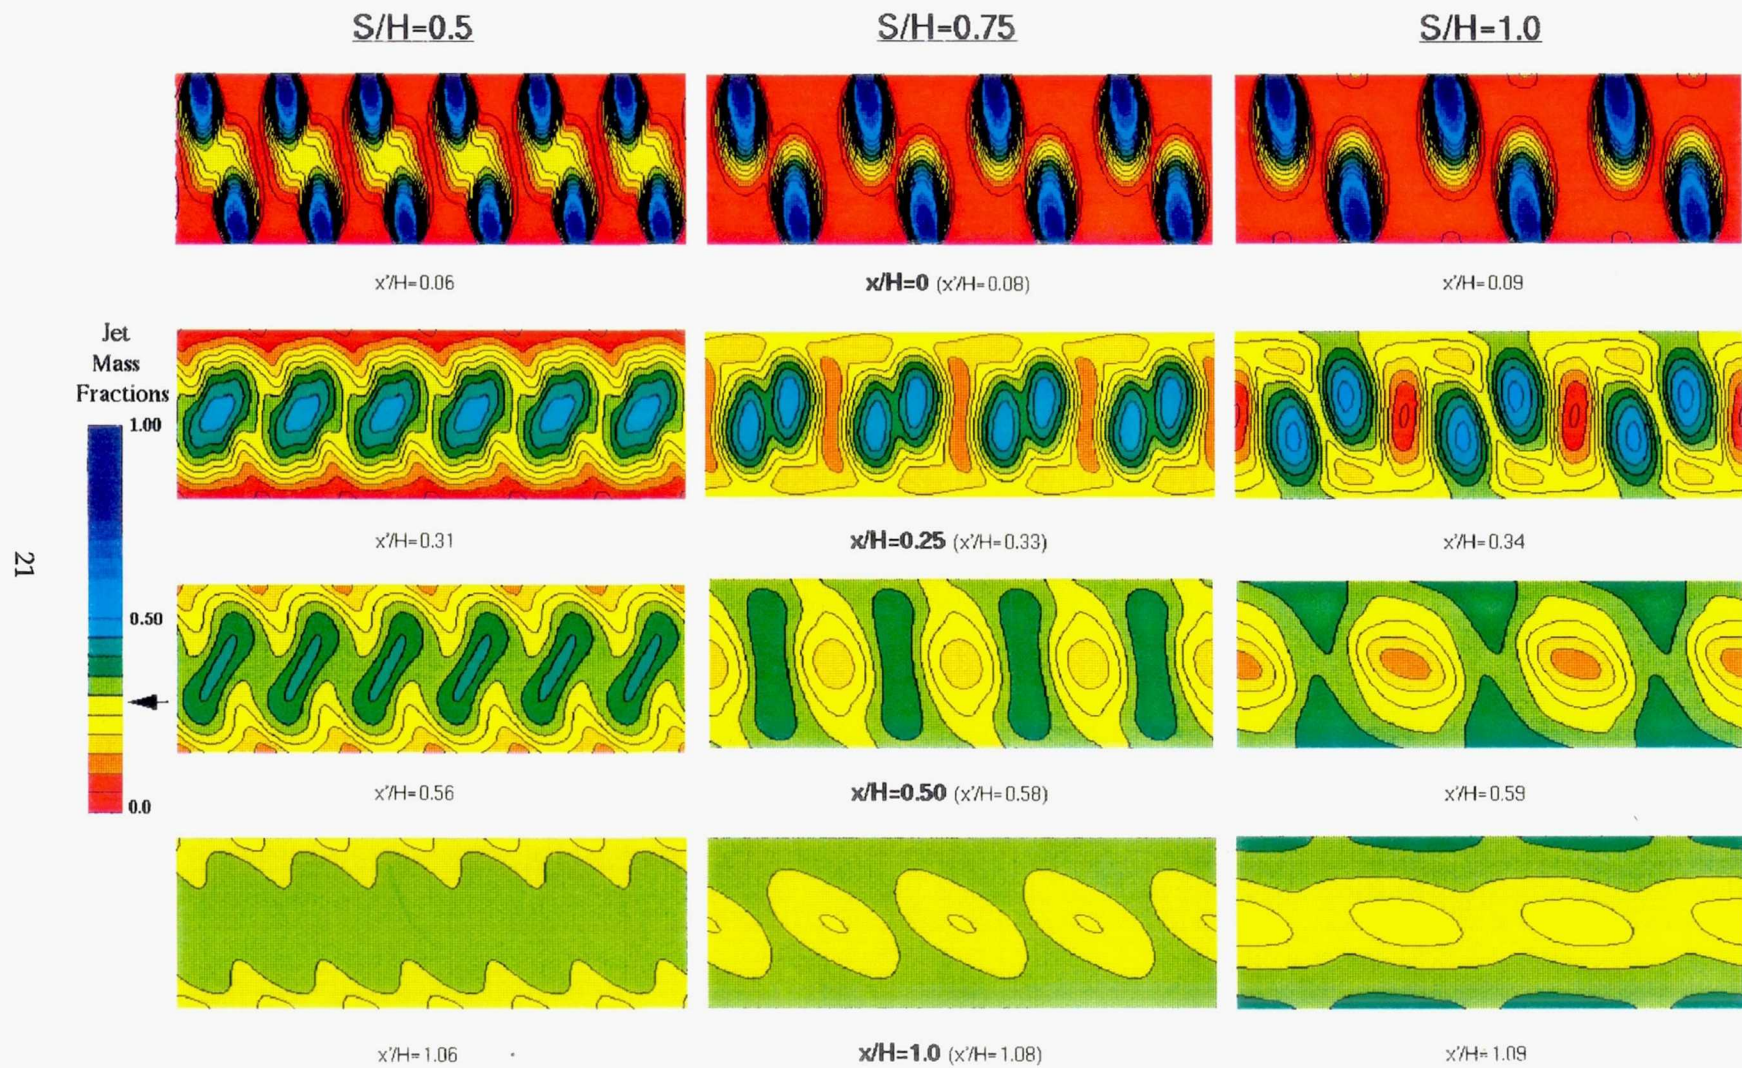 S/H=0.5
S/H=0.75
S/H=1.0
x'/H=0.06
x/H=0 (x'/H=0.08)
x'/H=0.09
Jet
Mass
Fractions
1.00
0.50
0.0
x'/H=0.31
x/H=0.25 (x'/H=0.33)
x'/H=0.34
21
x'/H=0.56
x/H=0.50 (x'/H=0.58)
x'/H=0.59
x'/H=1.06
x/H=1.0 (x'/H=1.08)
x'/H=1.09